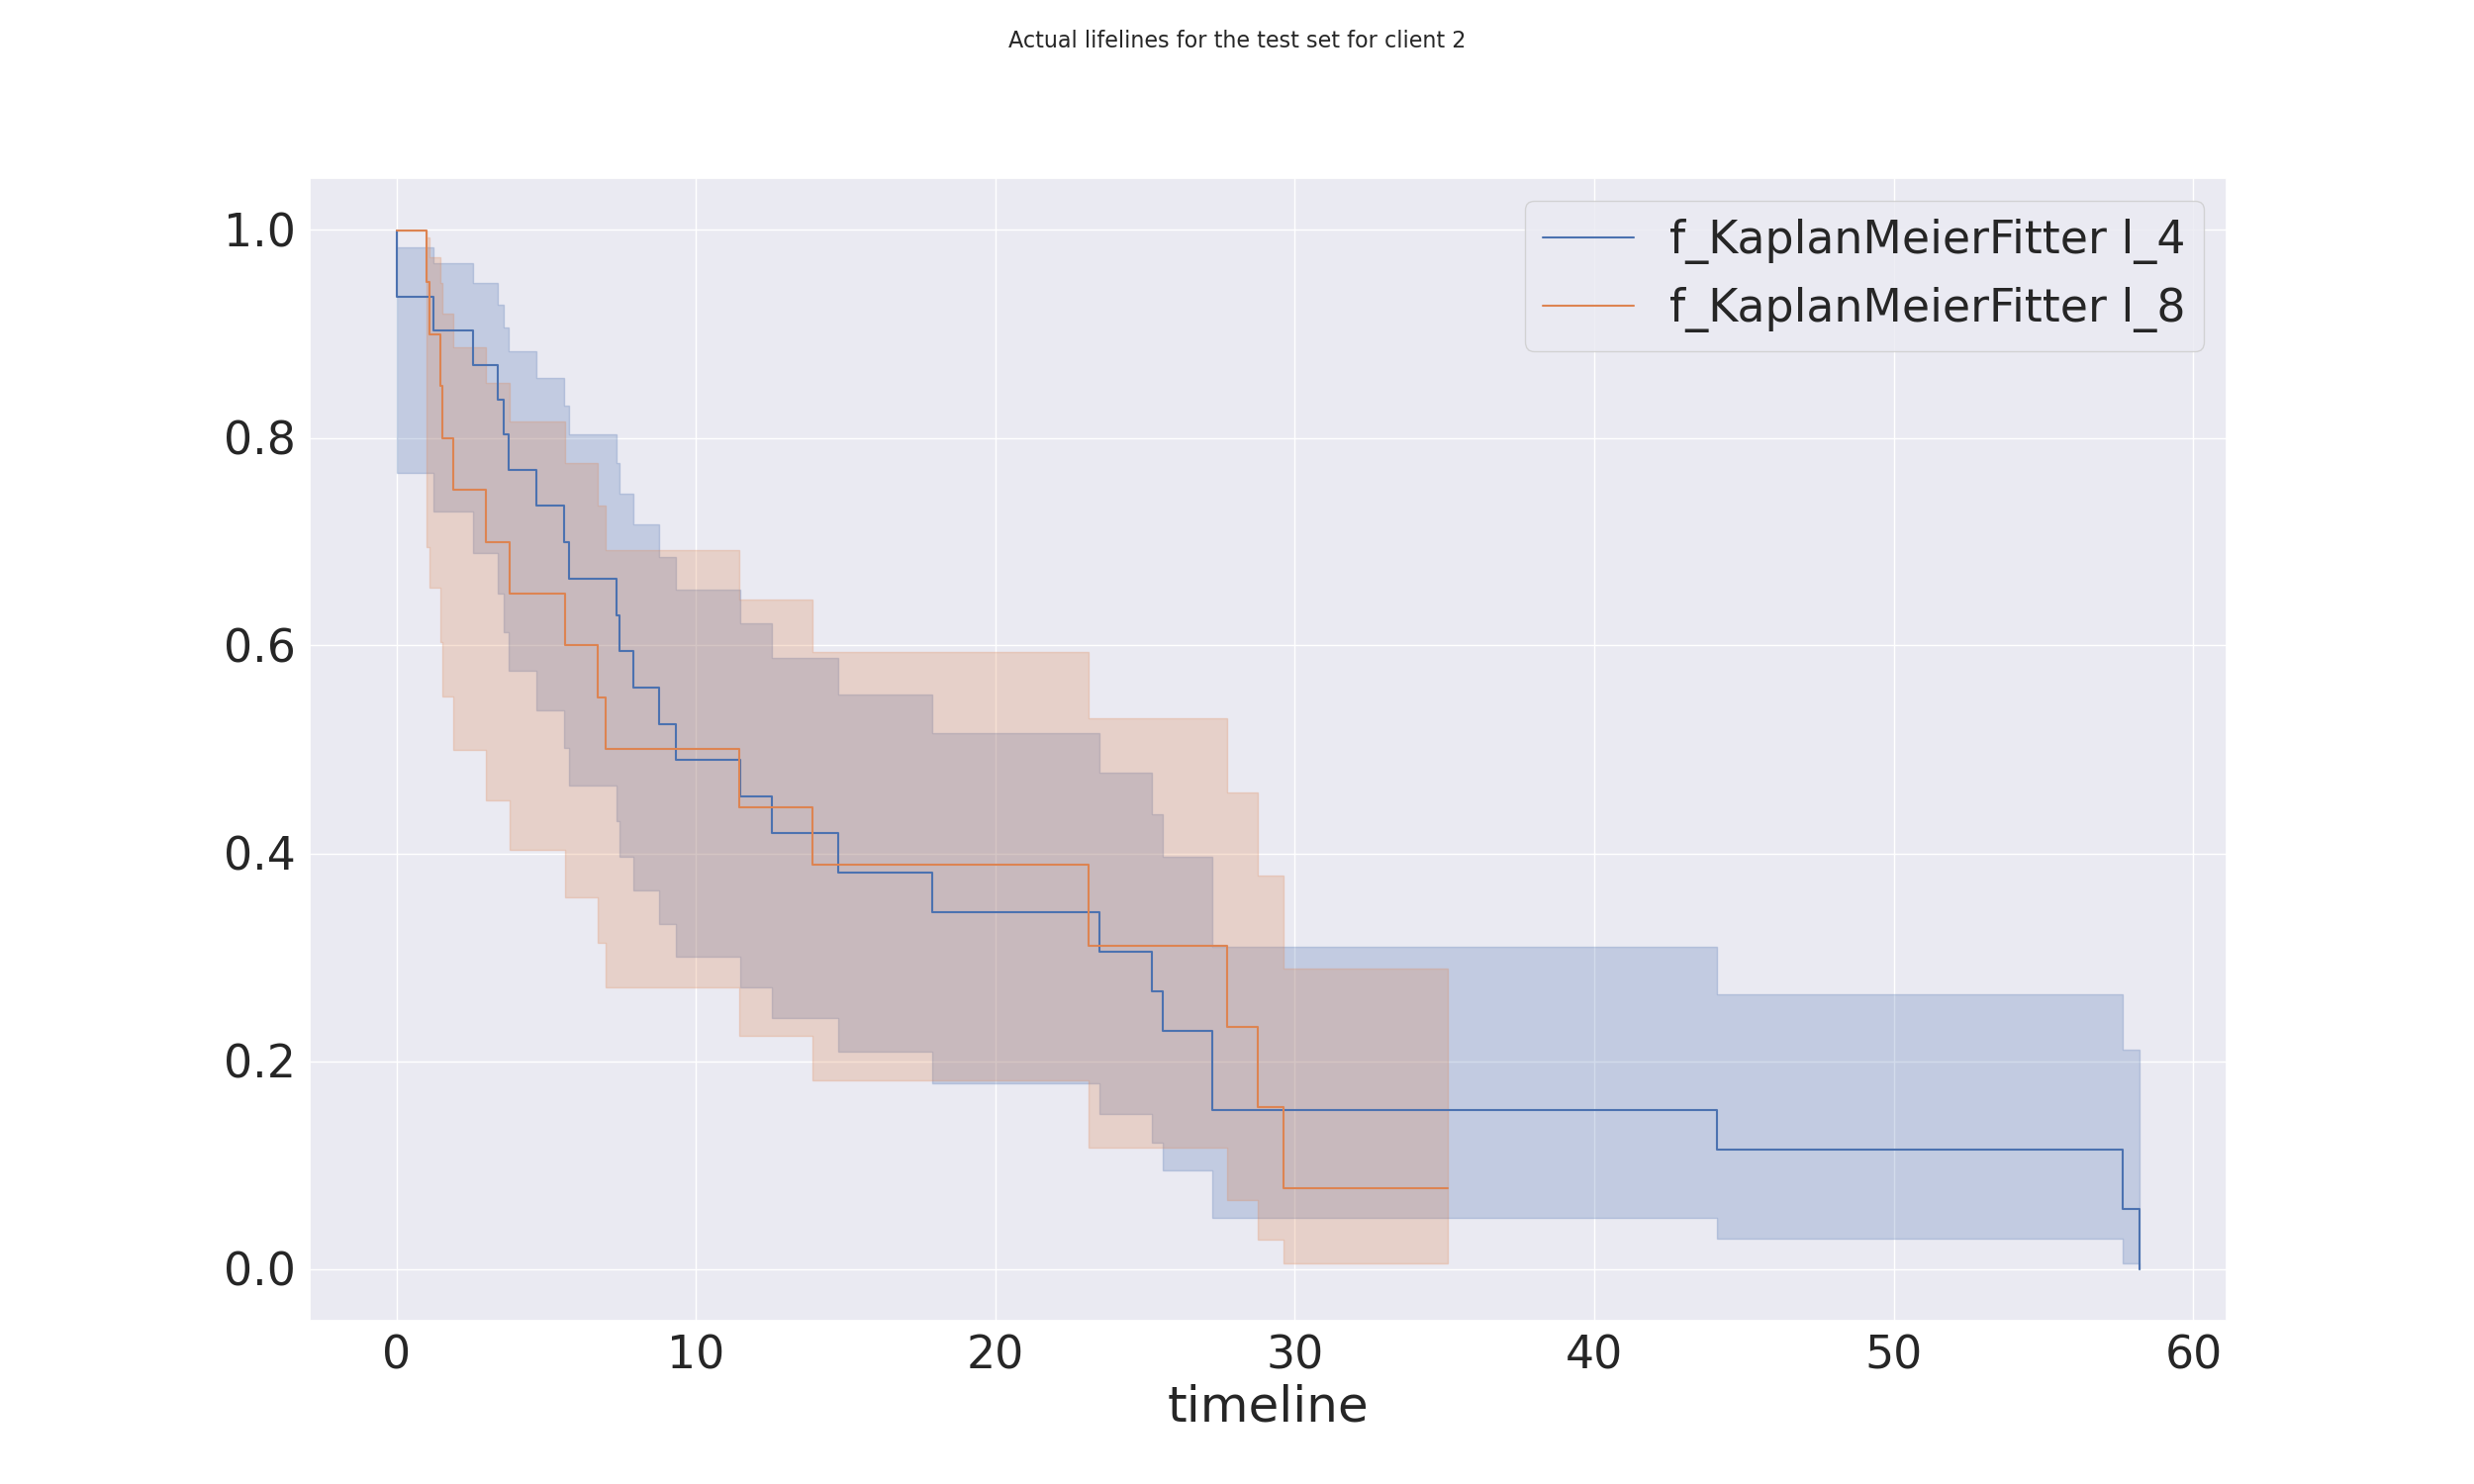 Actual lifelines for the test set for client 2
f_KaplanMeierFitter l_4
f_KaplanMeierFitter l_8
1.0
0.8
0.6
0.4
0.2
0.0
0 10 20 30 40 50 60
timeline